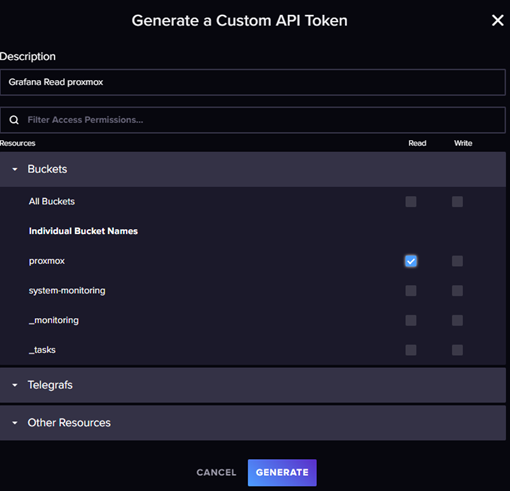 Generate a Custom API Token
Description
Grafana Read proxmox
Filter Access Permissions...
Resources Read Write
Buckets
All Buckets
Individual Bucket Names
proxmox
system-monitoring
_monitoring
_tasks
Telegrafs
Other Resources
CANCEL GENERATE